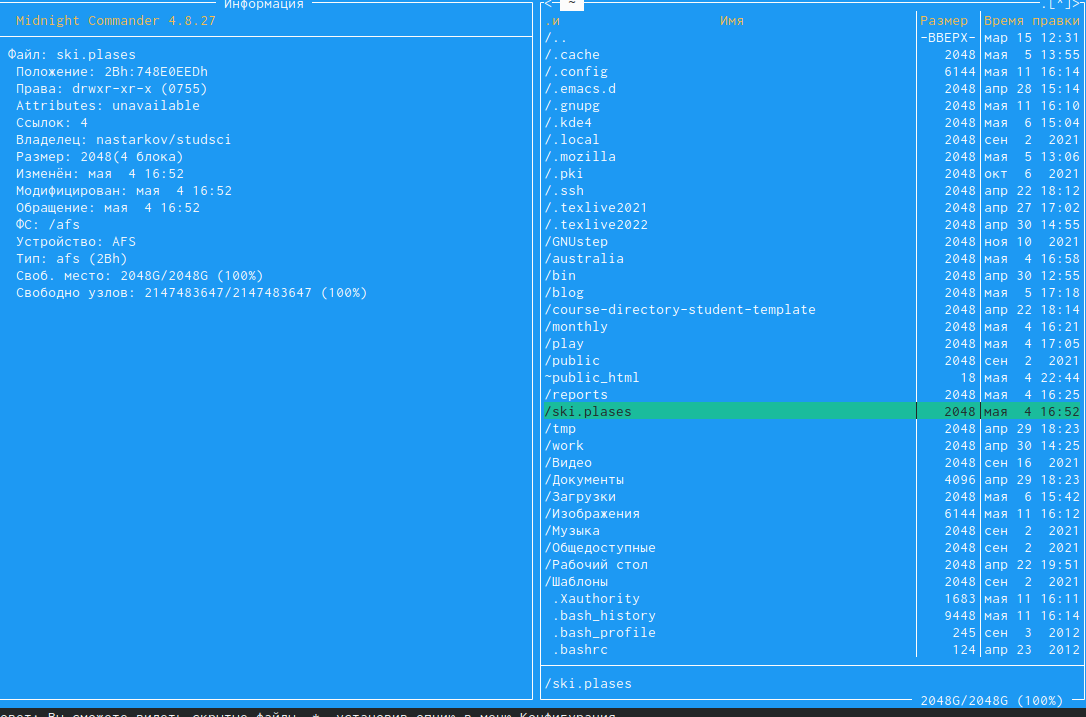 Информация
Midnight Commander 4.8.27
Файл: ski.plases
Положение: 2Bh:748E0EEDh
Права: drwxr-xr-x (0755)
Attributes: unavailable
Ссылок: 4
Владелец: nastarkov/studsci
Размер: 2048(4 блока)
Изменён: мая  4 16:52
Модифицирован: мая  4 16:52
Обращение: мая  4 16:52
ФС: /afs
Устройство: AFS
Тип: afs (2Bh)
Своб. место: 2048G/2048G (100%)
Свободно узлов: 2147483647/2147483647 (100%)
<─ ~ ─.[^]>
.и Имя Размер Время правки
/.. -ВВЕРХ- мар 15 12:31
/.cache 2048 мая  5 13:55
/.config 6144 мая 11 16:14
/.emacs.d 2048 апр 28 15:14
/.gnupg 2048 мая 11 16:10
/.kde4 2048 мая  6 15:04
/.local 2048 сен  2  2021
/.mozilla 2048 мая  5 13:06
/.pki 2048 окт  6  2021
/.ssh 2048 апр 22 18:12
/.texlive2021 2048 апр 27 17:02
/.texlive2022 2048 апр 30 14:55
/GNUstep 2048 ноя 10  2021
/australia 2048 мая  4 16:58
/bin 2048 апр 30 12:55
/blog 2048 мая  5 17:18
/course-directory-student-template 2048 апр 22 18:14
/monthly 2048 мая  4 16:21
/play 2048 мая  4 17:05
/public 2048 сен  2  2021
~public_html 18 мая  4 22:44
/reports 2048 мая  4 16:25
/ski.plases 2048 мая  4 16:52
/tmp 2048 апр 29 18:23
/work 2048 апр 30 14:25
/Видео 2048 сен 16  2021
/Документы 4096 апр 29 18:23
/Загрузки 2048 мая  6 15:42
/Изображения 6144 мая 11 16:12
/Музыка 2048 сен  2  2021
/Общедоступные 2048 сен  2  2021
/Рабочий стол 2048 апр 22 19:51
/Шаблоны 2048 сен  2  2021
.Xauthority 1683 мая 11 16:11
.bash_history 9448 мая 11 16:14
.bash_profile 245 сен  3  2012
.bashrc 124 апр 23  2012
/ski.plases
2048G/2048G (100%)
Вы сможете видеть скрытые файлы .*, установив опцию в меню Конфигурация